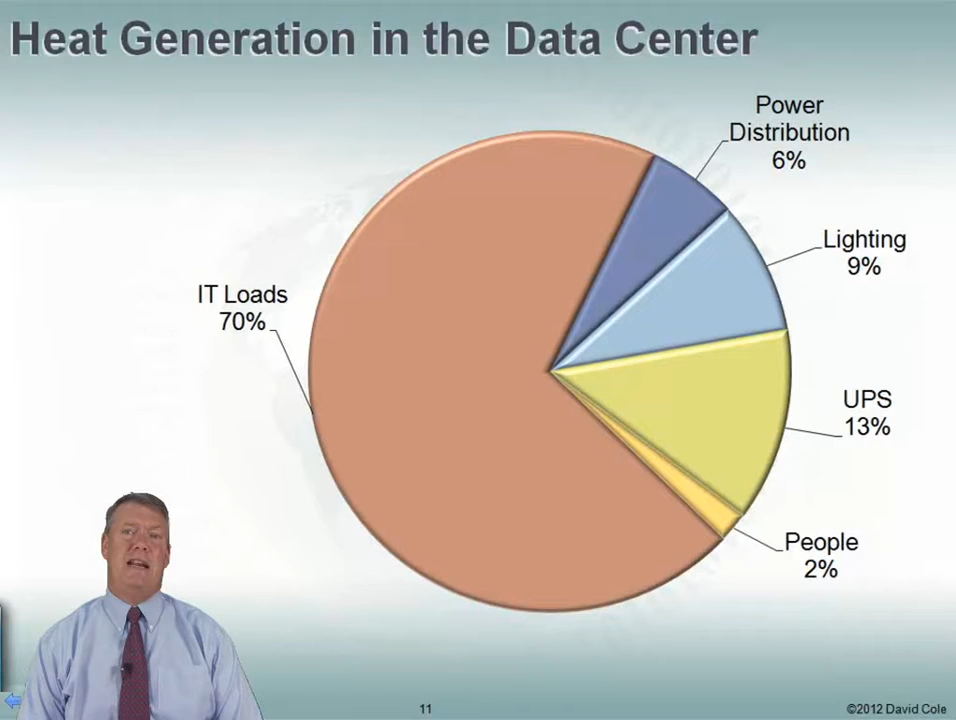 Heat Generation in the Data Center
Power
Distribution
6%
Lighting
9%
IT Loads
70%
UPS
13%
People
2%
11
©2012 David Cole